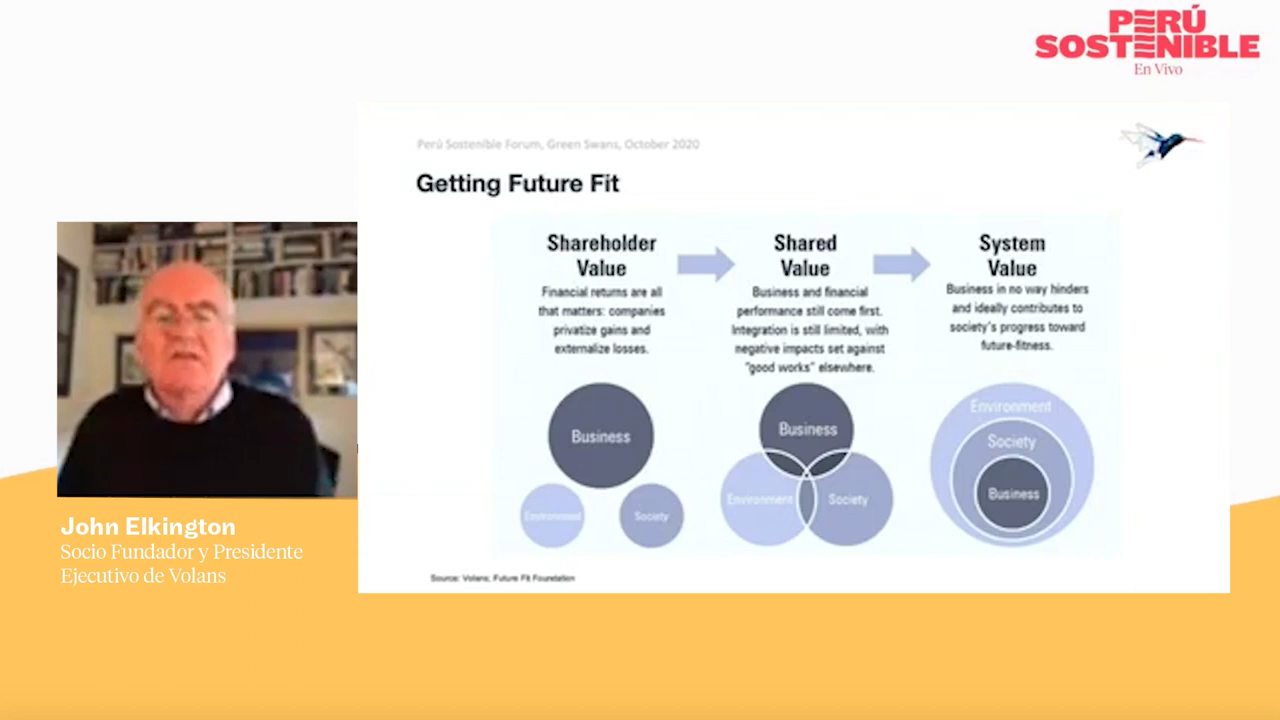 PERÚ
SOSTENIBLE
En Vivo
Perú Sostenible Forum, Green Swans, October 2020
Getting Future Fit
Shareholder
Value
Financial returns are all
that matters: companies
privatize gains and
externalize losses.
Shared
Value
Business and financial
performance still come first.
Integration is still limited, with
negative impacts set against
"good works" elsewhere.
System
Value
Business in no way hinders
and ideally contributes to
society's progress toward
future-fitness.
Business
Environment
Society
Business
Environment
Society
Environment
Society
Business
Source: Volans, Future Fit Foundation
John Elkington
Socio Fundador y Presidente
Ejecutivo de Volans